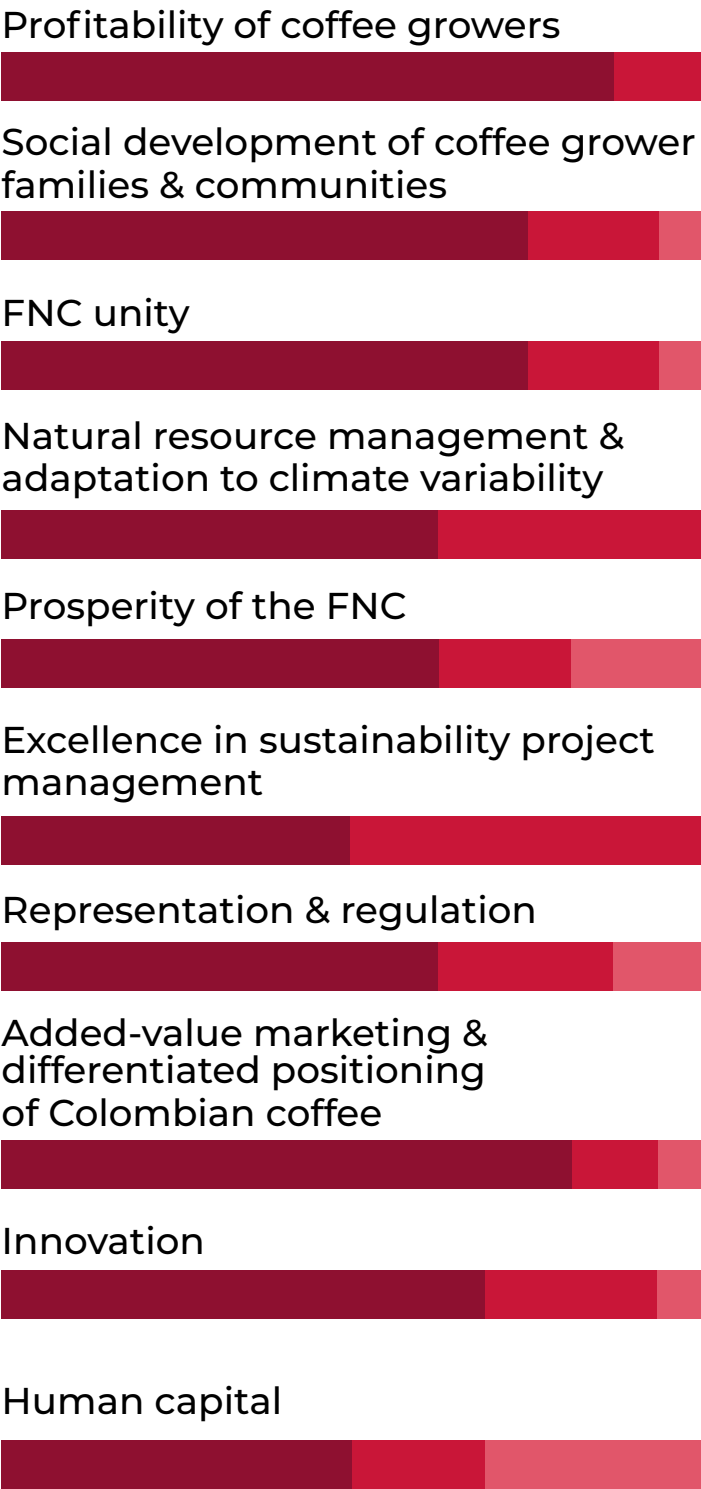 Profitability of coffee growers
Social development of coffee grower
families & communities
FNC unity
Natural resource management &
adaptation to climate variability
Prosperity of the FNC
Excellence in sustainability project
management
Representation & regulation
Added-value marketing &
differentiated positioning
of Colombian coffee
Innovation
Human capital